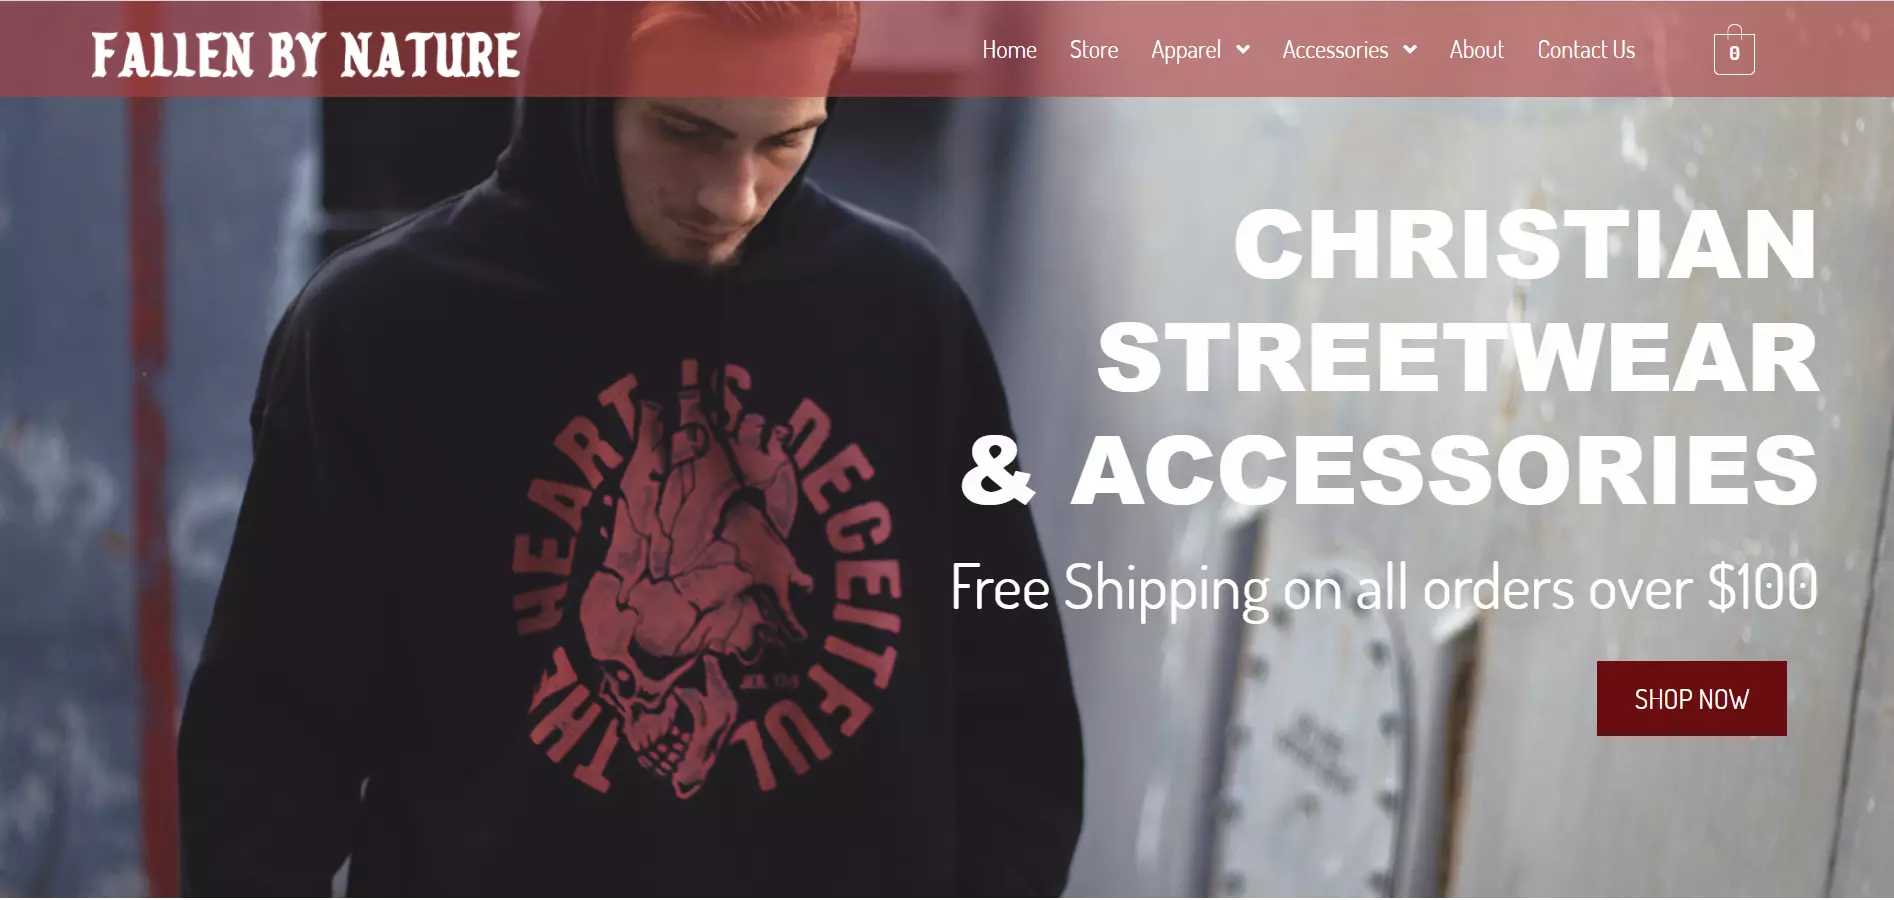 FALLEN BY NATURE
Home Store Apparel Accessories About Contact Us 0
CHRISTIAN
STREETWEAR
& ACCESSORIES
Free Shipping on all orders over $100
SHOP NOW
THE HEART IS DECEITFUL